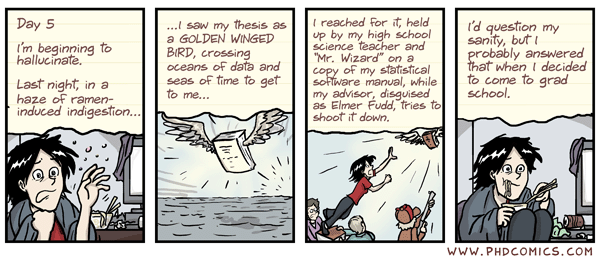 Day 5
I'm beginning to
hallucinate.
Last night, in a
haze of ramen-
induced indigestion...
...I saw my thesis as
a GOLDEN WINGED
BIRD, crossing
oceans of data and
seas of time to get
to me...
I reached for it, held
up by my high school
science teacher and
"Mr. Wizard" on a
copy of my statistical
software manual, while
my advisor, disguised
as Elmer Fudd, tries to
shoot it down.
I'd question my
sanity, but I
probably answered
that when I decided
to come to grad
school.
WWW.PHDCOMICS.COM